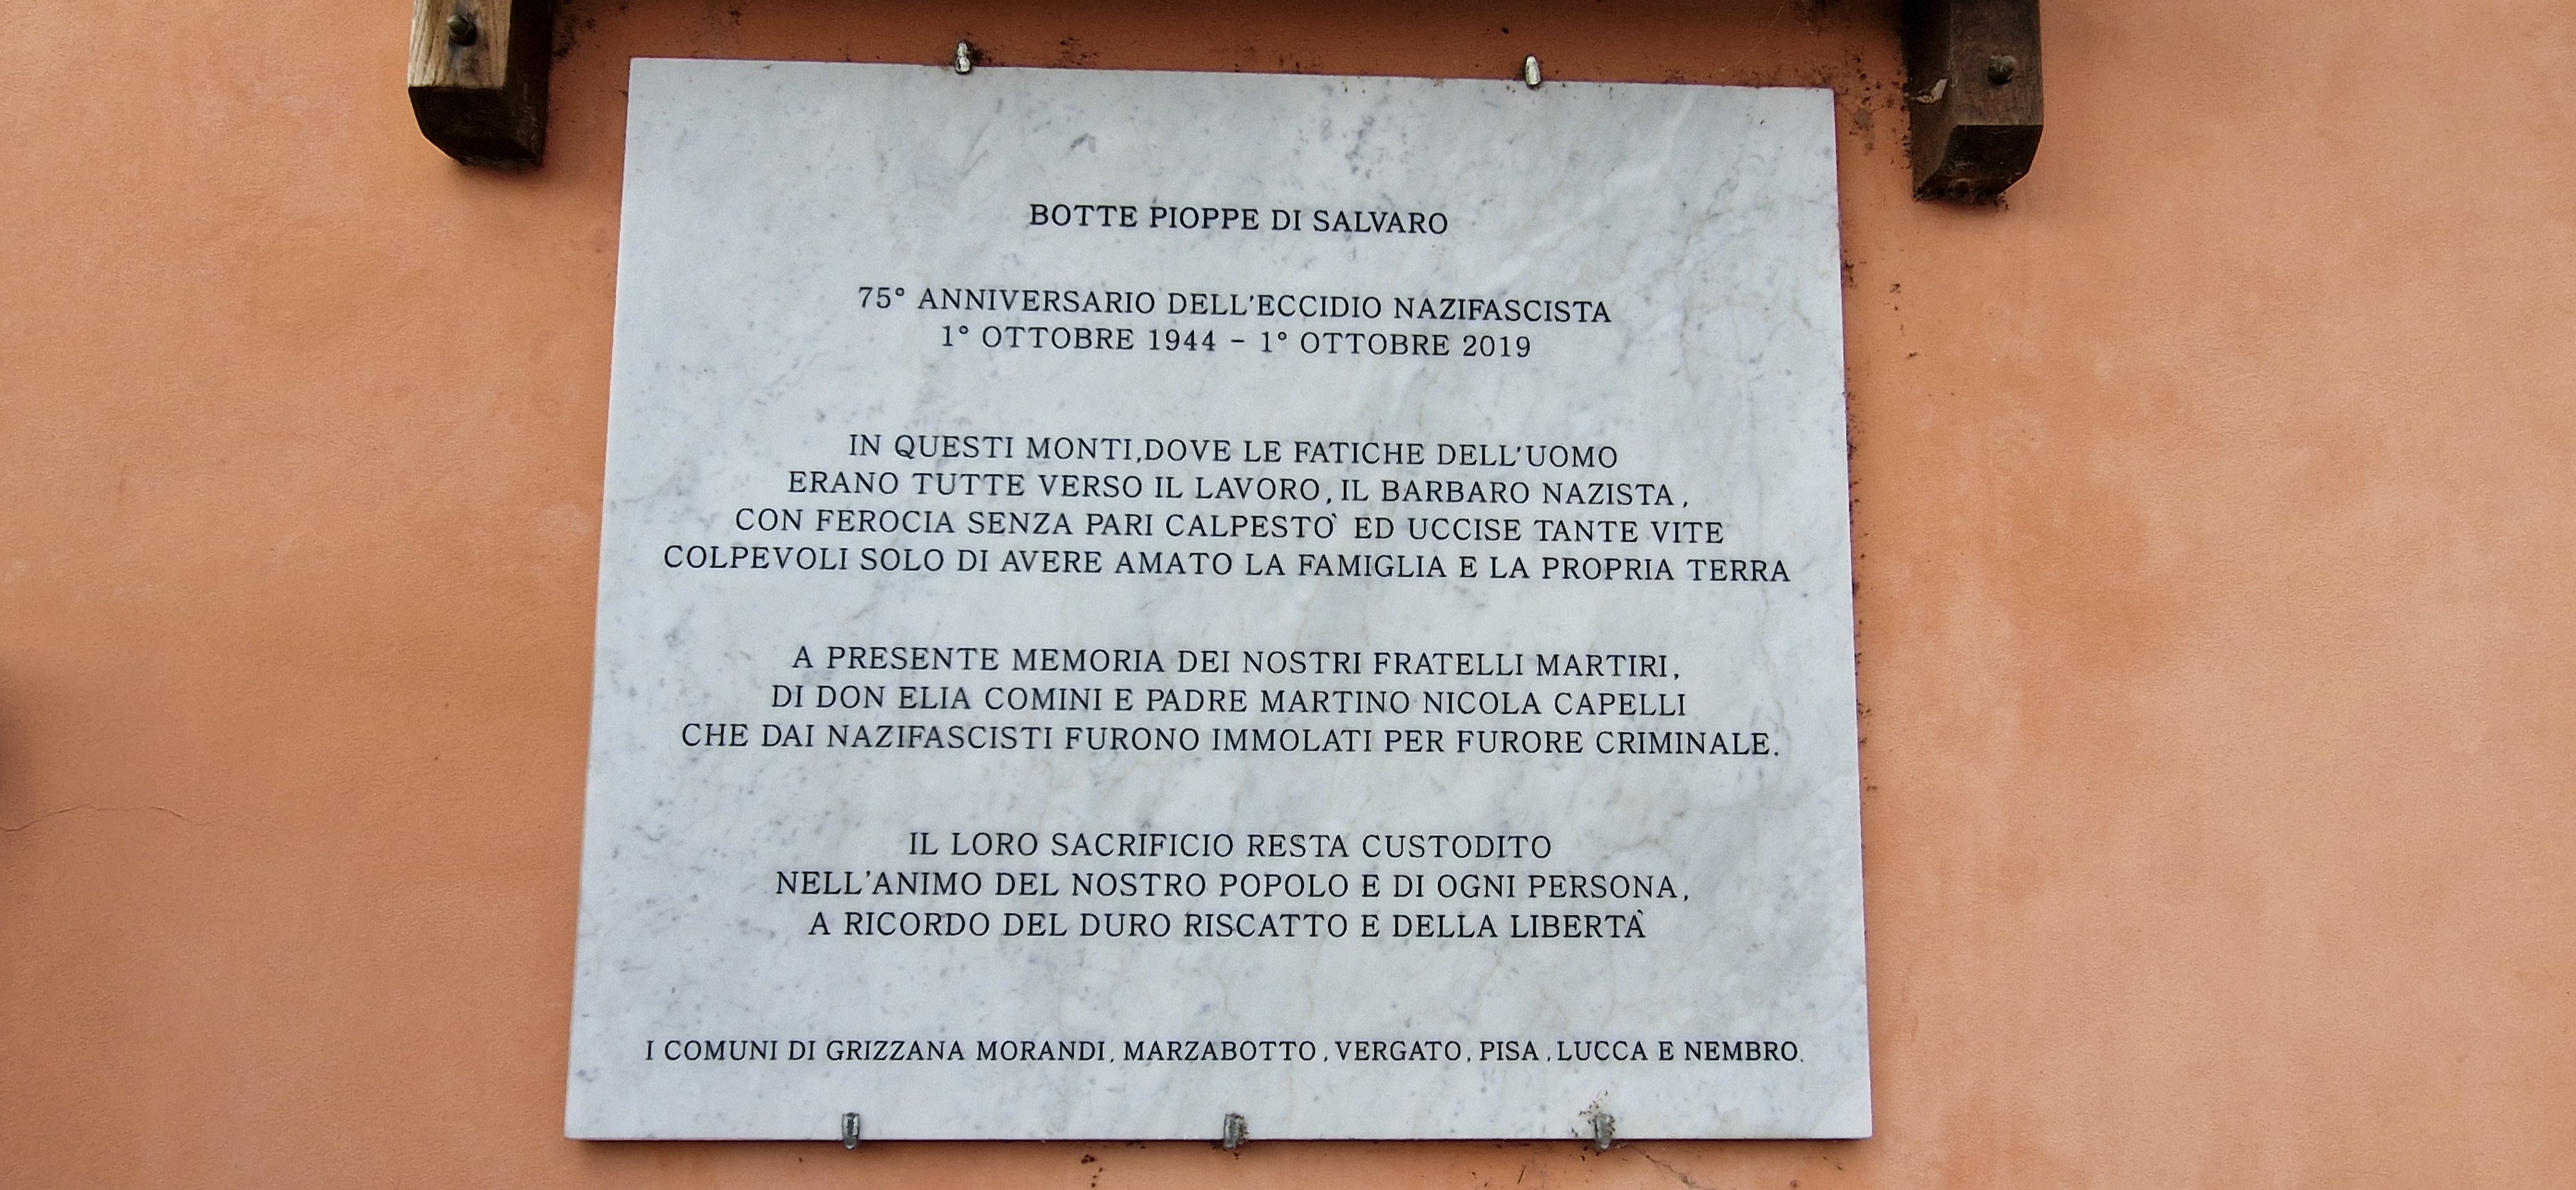 BOTTE PIOPPE DI SALVARO
75° ANNIVERSARIO DELL'ECCIDIO NAZIFASCISTA
1° OTTOBRE 1944 - 1° OTTOBRE 2019
IN QUESTI MONTI,DOVE LE FATICHE DELL'UOMO
ERANO TUTTE VERSO IL LAVORO, IL BARBARO NAZISTA,
CON FEROCIA SENZA PARI CALPESTÒ ED UCCISE TANTE VITE
COLPEVOLI SOLO DI AVERE AMATO LA FAMIGLIA E LA PROPRIA TERRA
A PRESENTE MEMORIA DEI NOSTRI FRATELLI MARTIRI,
DI DON ELIA COMINI E PADRE MARTINO NICOLA CAPELLI
CHE DAI NAZIFASCISTI FURONO IMMOLATI PER FURORE CRIMINALE.
IL LORO SACRIFICIO RESTA CUSTODITO
NELL'ANIMO DEL NOSTRO POPOLO E DI OGNI PERSONA,
A RICORDO DEL DURO RISCATTO E DELLA LIBERTÀ
I COMUNI DI GRIZZANA MORANDI, MARZABOTTO, VERGATO, PISA, LUCCA E NEMBRO.